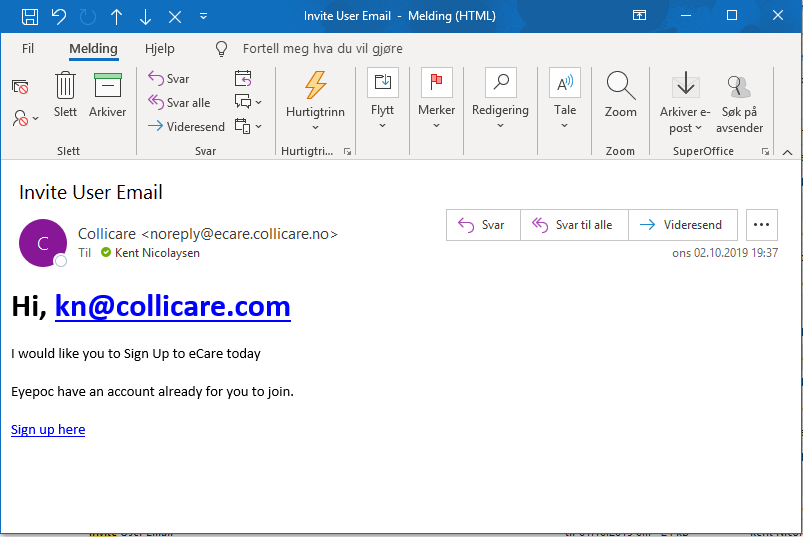 Invite User Email - Melding (HTML)
Fil Melding Hjelp Fortell meg hva du vil gjøre
Slett Arkiver
Svar
Svar alle
Videresend
Hurtigtrinn
Flytt
Merker
Redigering
Tale
Zoom
Arkiver e-
post
Søk på
avsender
Slett Svar Hurtigtri... Zoom SuperOffice
Invite User Email
C
Collicare <noreply@ecare.collicare.no>
Til Kent Nicolaysen
Svar Svar til alle Videresend
ons 02.10.2019 19:37
Hi, kn@collicare.com
I would like you to Sign Up to eCare today
Eyepoc have an account already for you to join.
Sign up here